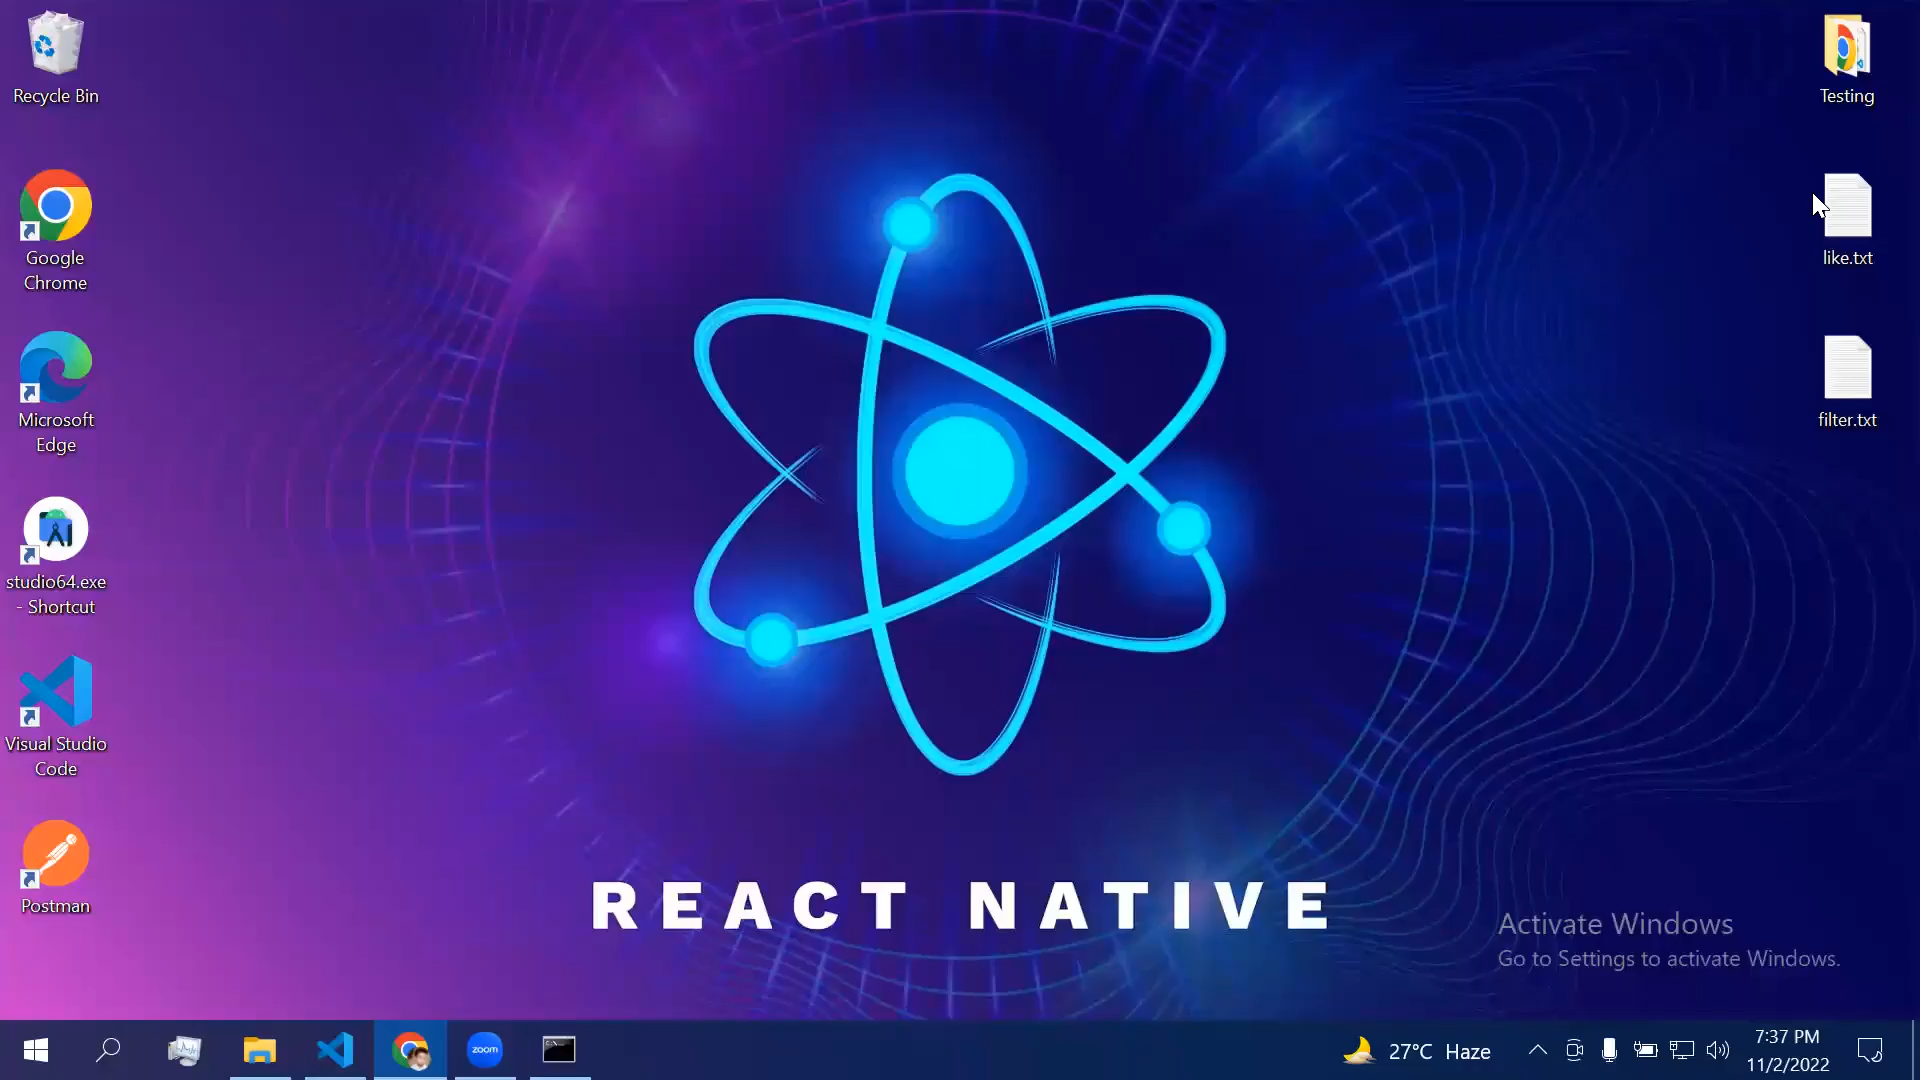 Recycle Bin
Google
Chrome
Microsoft
Edge
studio64.exe
- Shortcut
Visual Studio
Code
Postman
Testing
like.txt
filter.txt
REACT NATIVE
Activate Windows
Go to Settings to activate Windows.
zoom
27°C Haze
7:37 PM
11/2/2022